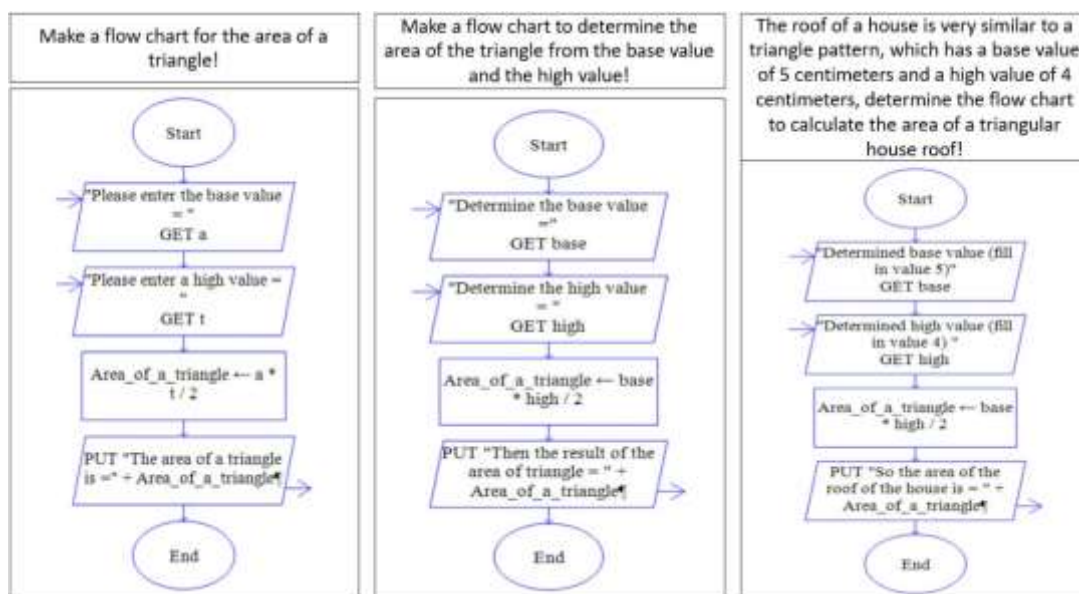 Make a flow chart for the area of a
triangle!
Start
"Please enter the base value
= "
GET a
"Please enter a high value =
"
GET t
Area_of_a_triangle ← a *
t / 2
PUT "The area of a triangle
is =" + Area_of_a_triangle¶
End
Make a flow chart to determine the
area of the triangle from the base value
and the high value!
Start
"Determine the base value
="
GET base
"Determine the high value
= "
GET high
Area_of_a_triangle ← base
* high / 2
PUT "Then the result of the
area of triangle = " +
Area_of_a_triangle¶
End
The roof of a house is very similar to a
triangle pattern, which has a base value
of 5 centimeters and a high value of 4
centimeters, determine the flow chart
to calculate the area of a triangular
house roof!
Start
"Determined base value (fill
in value 5)"
GET base
"Determined high value (fill
in value 4) "
GET high
Area_of_a_triangle ← base
* high / 2
PUT "So the area of the
roof of the house is = " +
Area_of_a_triangle¶
End